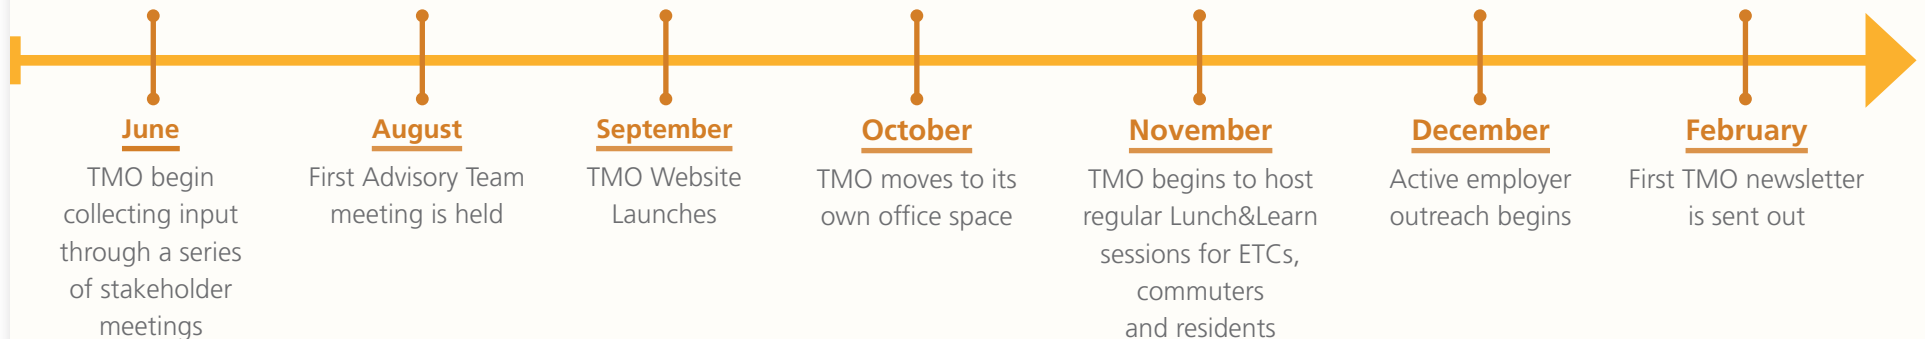 June
TMO begin
collecting input
through a series
of stakeholder
meetings
August
First Advisory Team
meeting is held
September
TMO Website
Launches
October
TMO moves to its
own office space
November
TMO begins to host
regular Lunch&Learn
sessions for ETCs,
commuters
and residents
December
Active employer
outreach begins
February
First TMO newsletter
is sent out